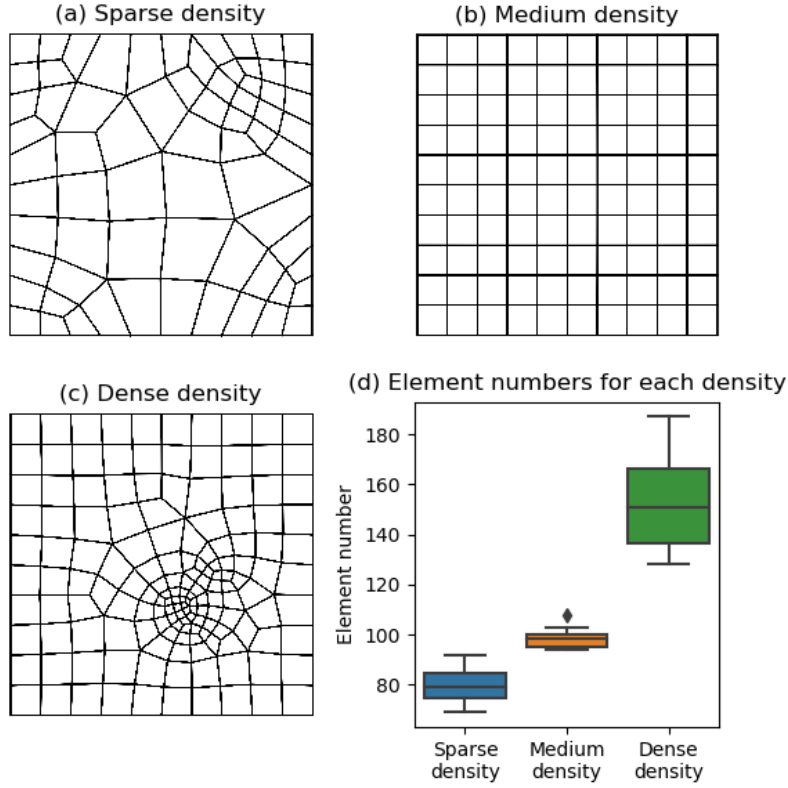 (a) Sparse density
(b) Medium density
(c) Dense density
(d) Element numbers for each density
Element number
180
160
140
120
100
80
Sparse
density
Medium
density
Dense
density